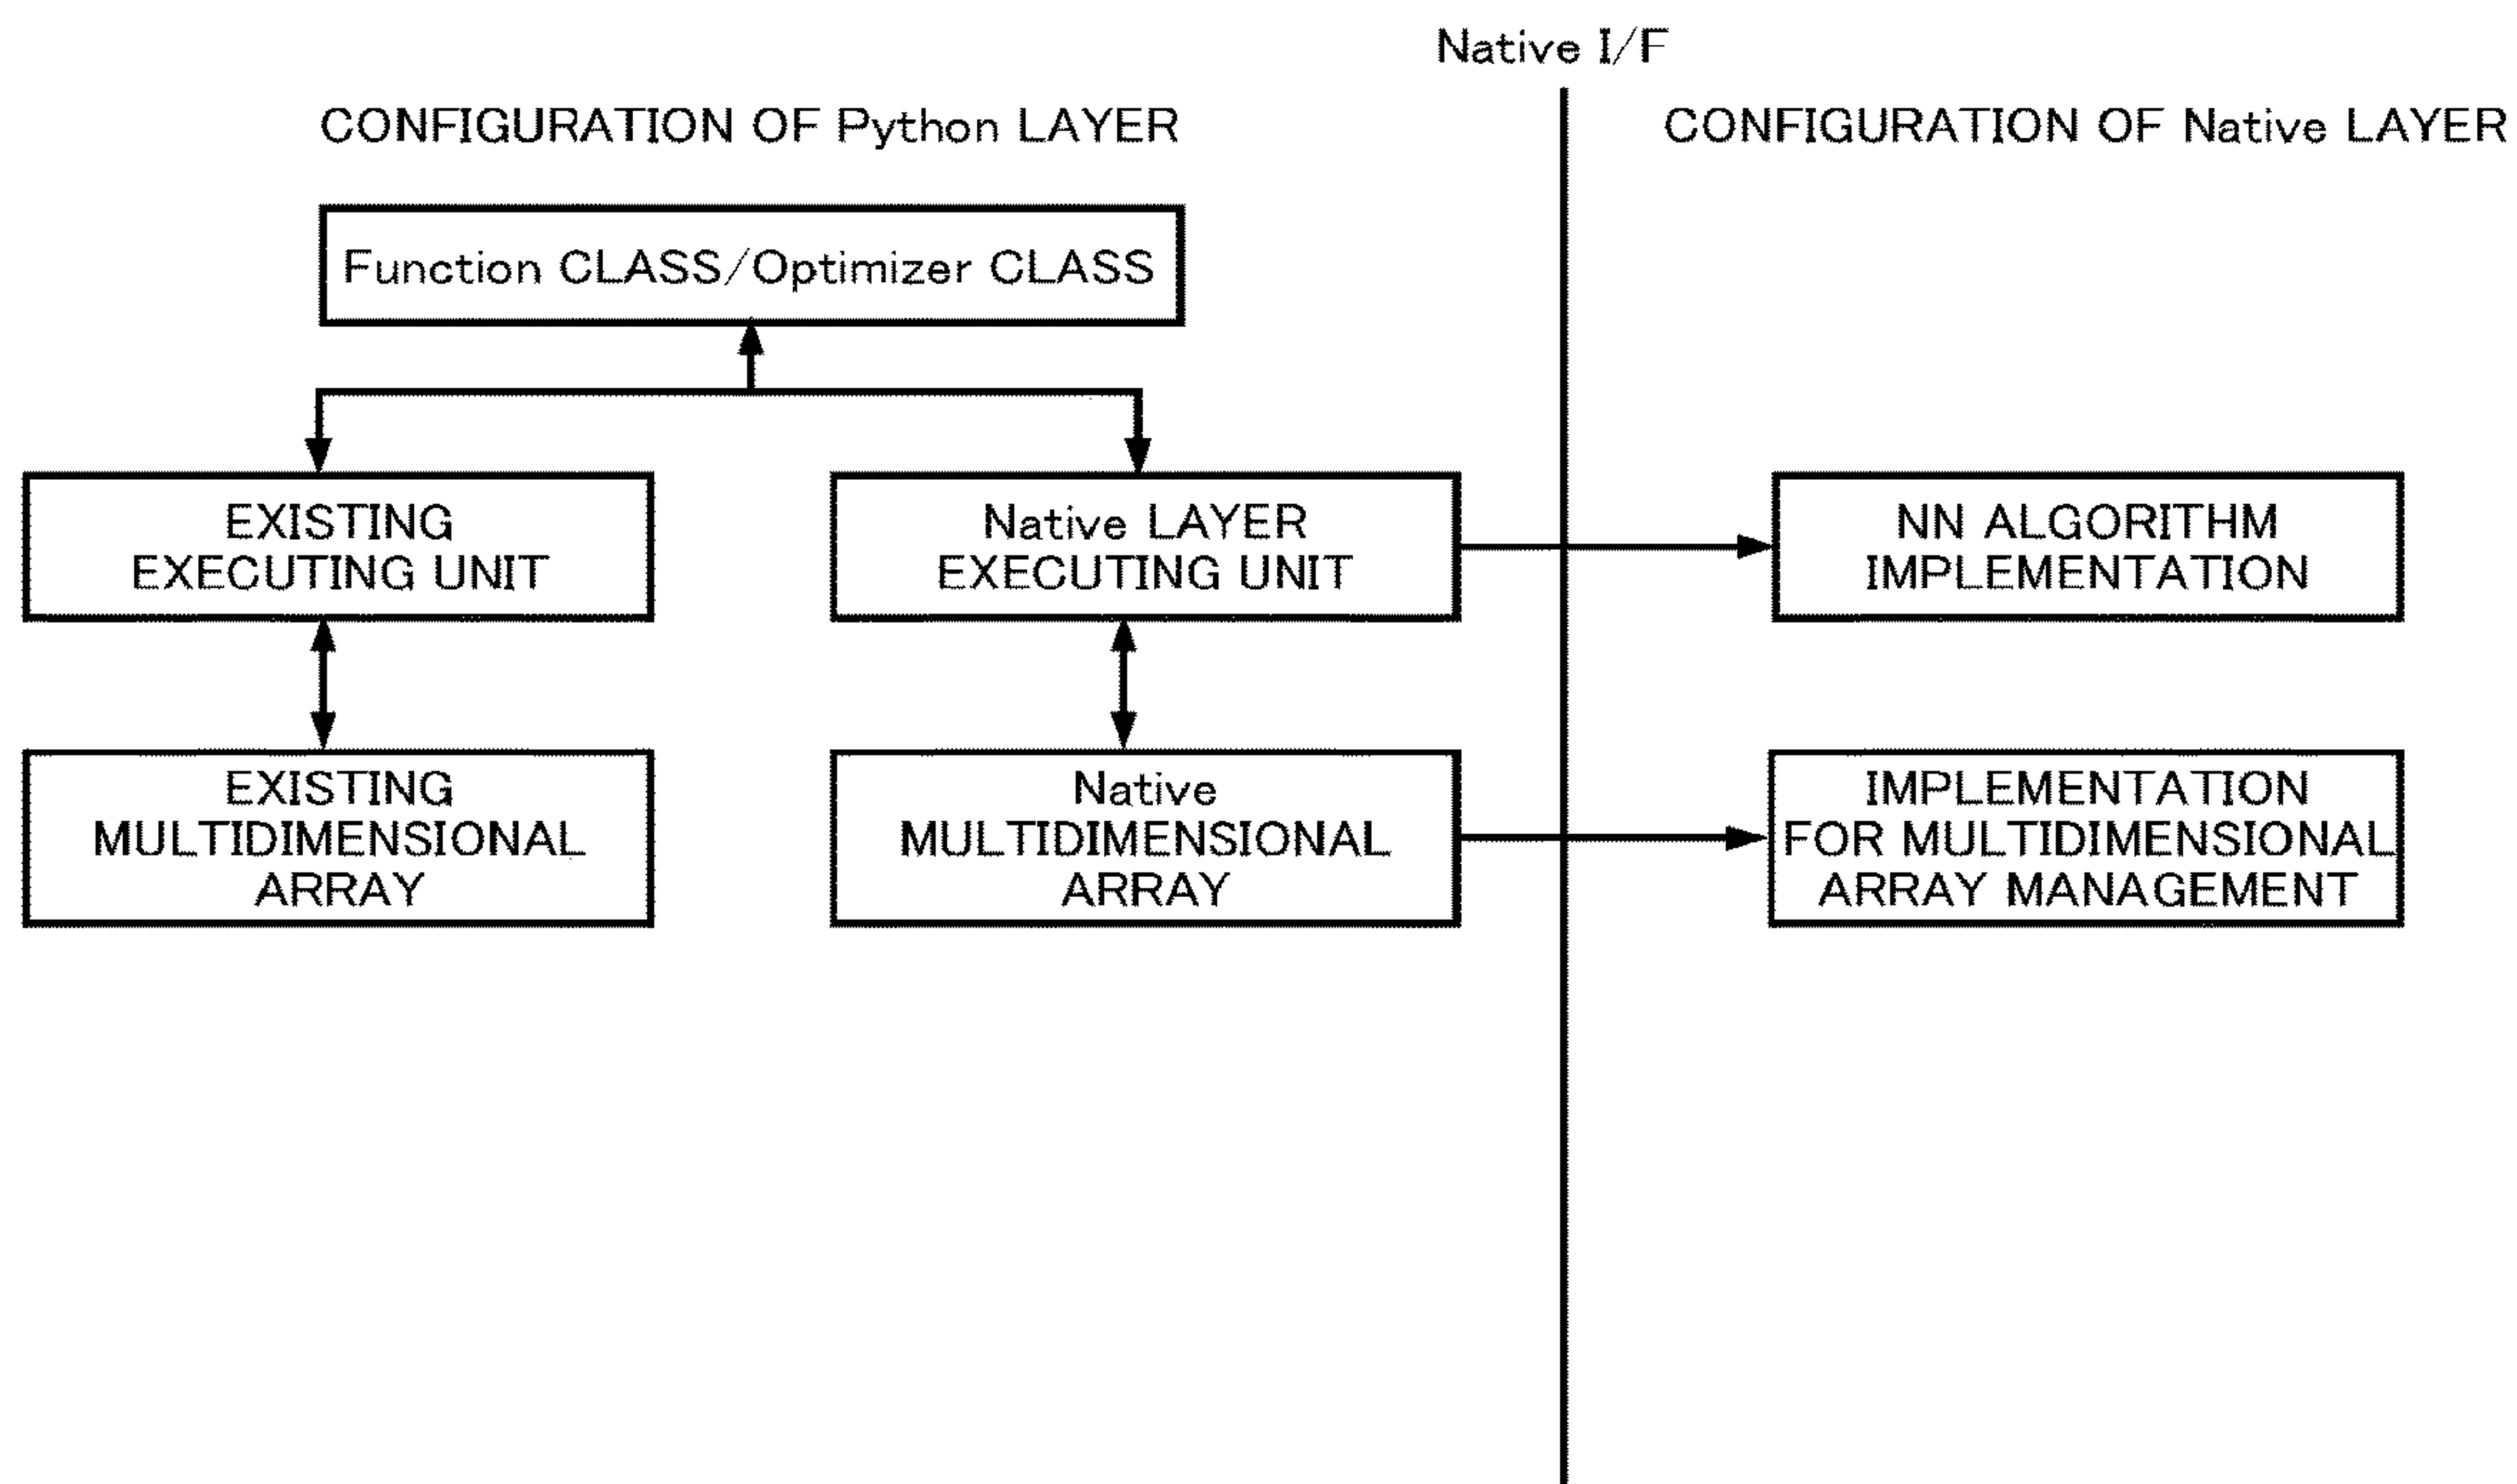 Native I/F
CONFIGURATION OF Python LAYER
CONFIGURATION OF Native LAYER
Function CLASS/Optimizer CLASS
EXISTING
EXECUTING UNIT
Native LAYER
EXECUTING UNIT
NN ALGORITHM
IMPLEMENTATION
EXISTING
MULTIDIMENSIONAL
ARRAY
Native
MULTIDIMENSIONAL
ARRAY
IMPLEMENTATION
FOR MULTIDIMENSIONAL
ARRAY MANAGEMENT